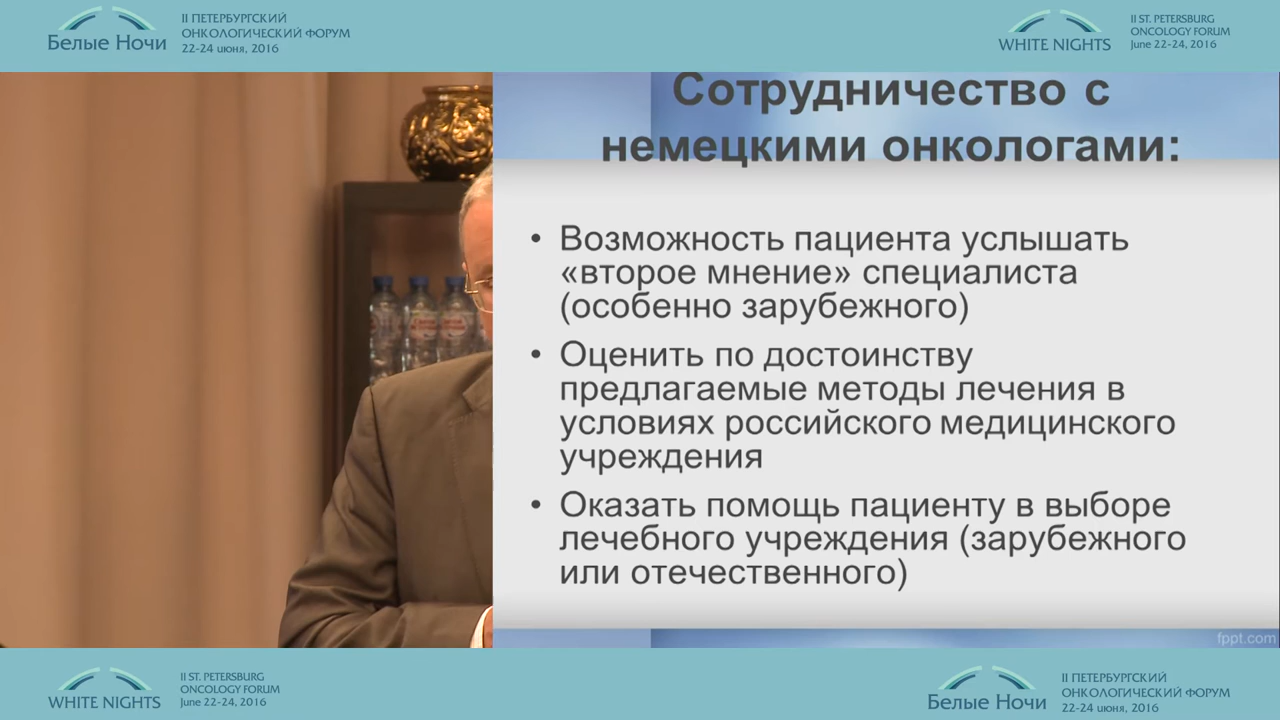 Белые Ночи
II ПЕТЕРБУРГСКИЙ
ОНКОЛОГИЧЕСКИЙ ФОРУМ
22-24 июня, 2016
WHITE NIGHTS
II ST. PETERSBURG
ONCOLOGY FORUM
June 22-24, 2016
Сотрудничество с
немецкими онкологами:
• Возможность пациента услышать
«второе мнение» специалиста
(особенно зарубежного)
• Оценить по достоинству
предлагаемые методы лечения в
условиях российского медицинского
учреждения
• Оказать помощь пациенту в выборе
лечебного учреждения (зарубежного
или отечественного)
fppt.com
WHITE NIGHTS
II ST. PETERSBURG
ONCOLOGY FORUM
June 22-24, 2016
Белые Ночи
II ПЕТЕРБУРГСКИЙ
ОНКОЛОГИЧЕСКИЙ ФОРУМ
22-24 июня, 2016